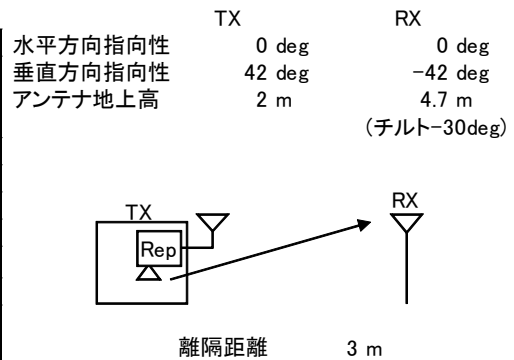 TX RX
水平方向指向性 0 deg 0 deg
垂直方向指向性 42 deg -42 deg
アンテナ地上高 2 m 4.7 m
(チルト-30deg)
TX RX
Rep
離隔距離 3 m